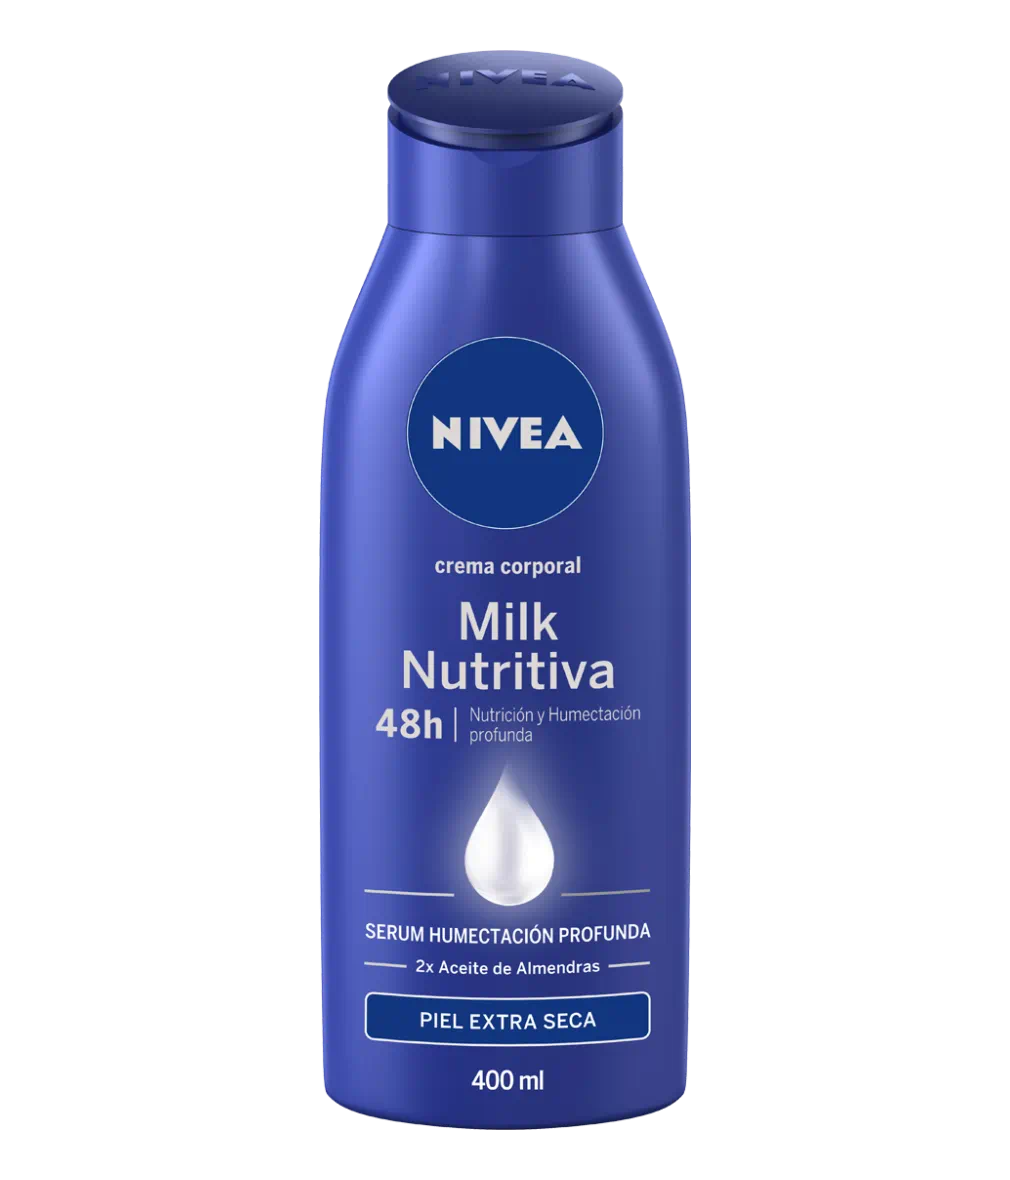 NIVEA
NIVEA
crema corporal
Milk
Nutritiva
48h
Nutrición y Humectación
profunda
SERUM HUMECTACIÓN PROFUNDA
2x Aceite de Almendras
PIEL EXTRA SECA
400 ml